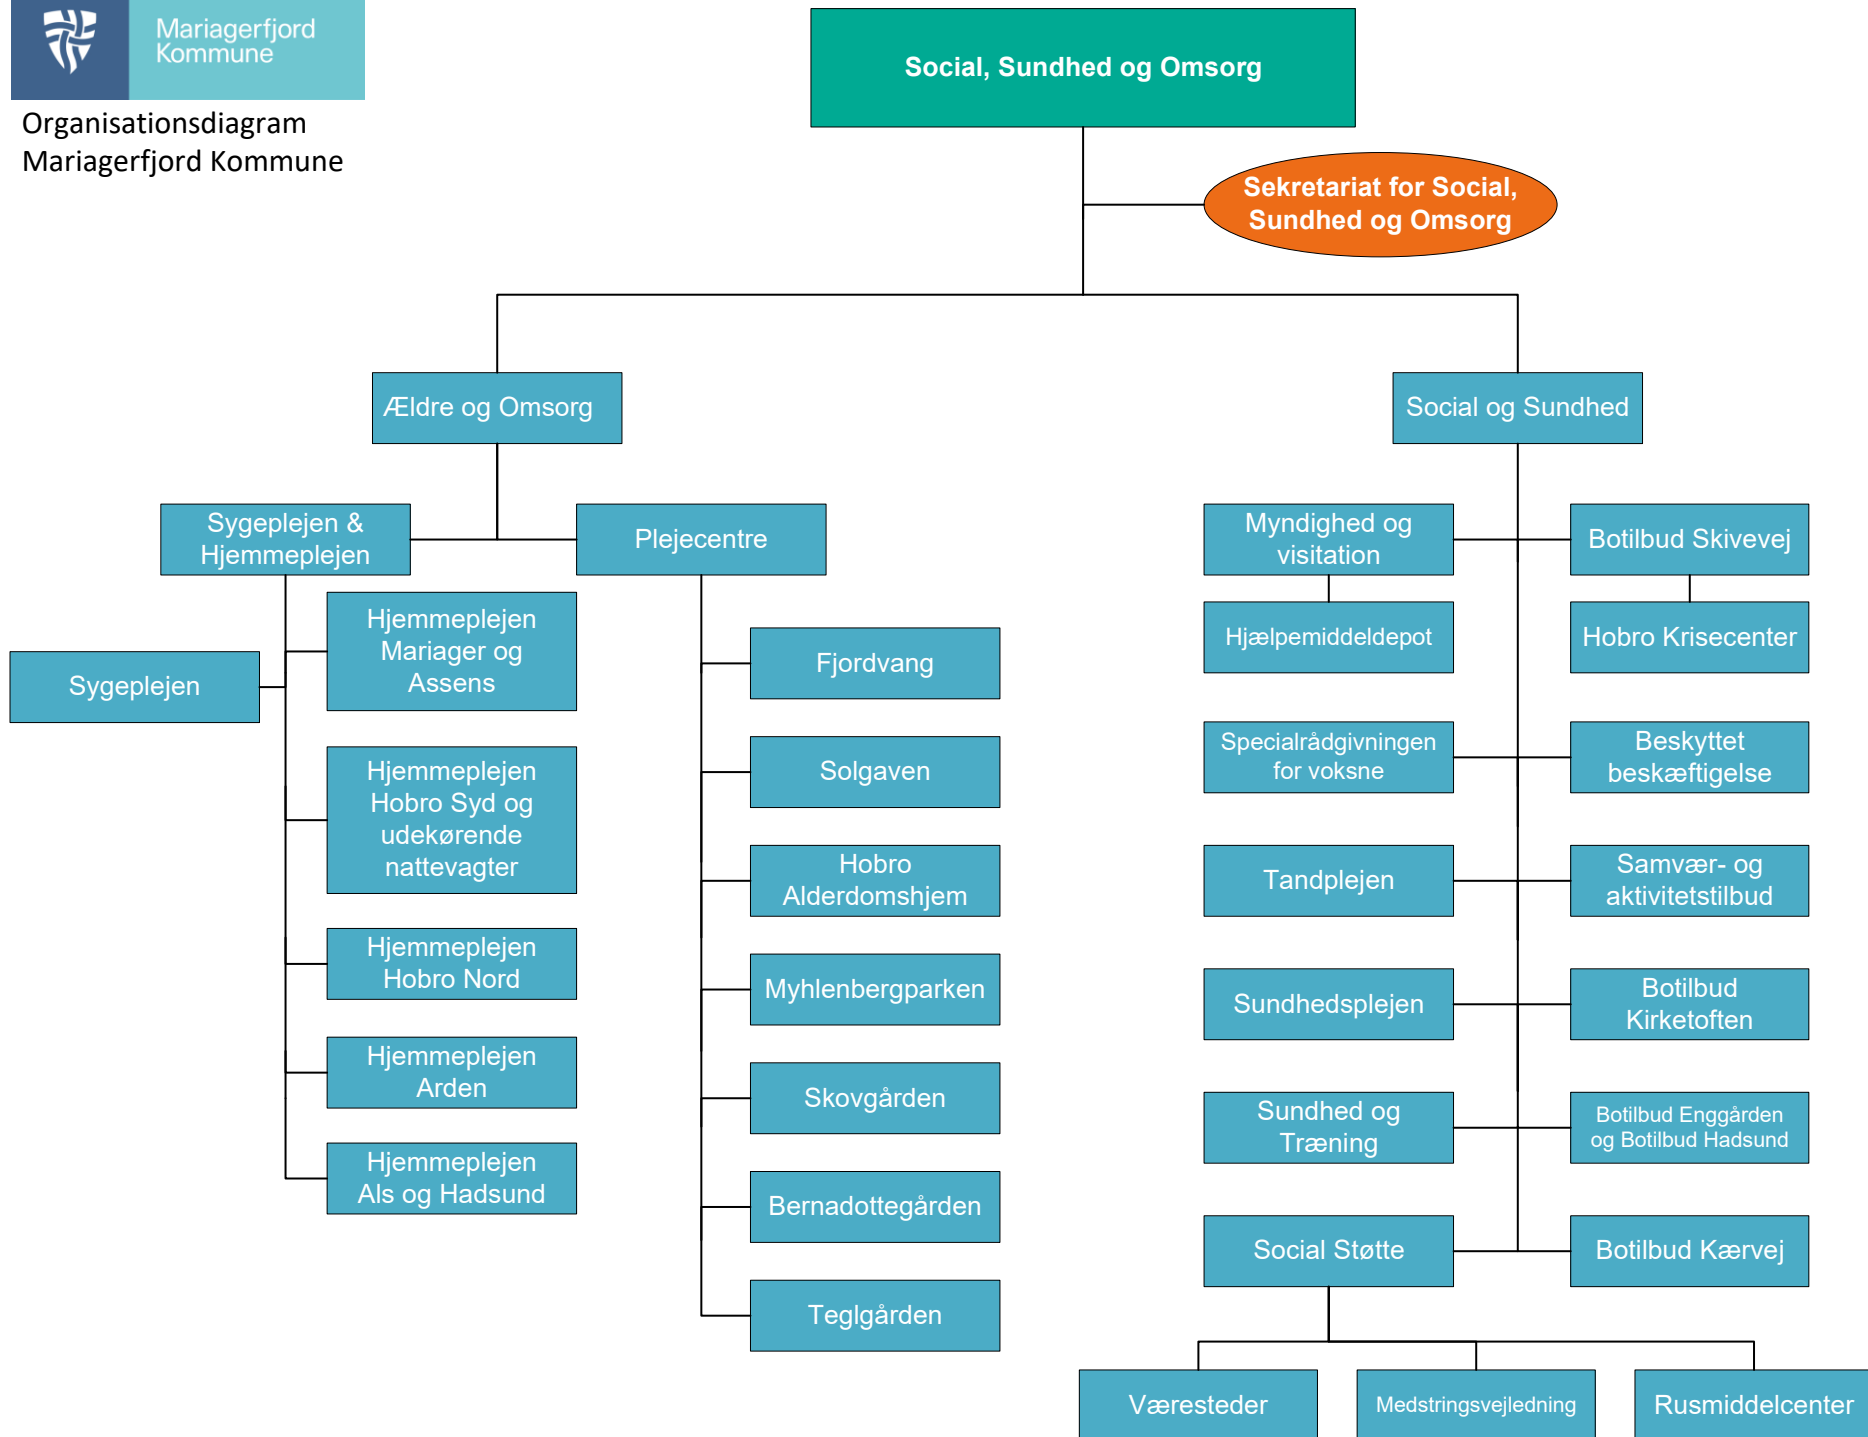 Mariagerfjord
Kommune
Organisationsdiagram
Mariagerfjord Kommune
Social, Sundhed og Omsorg
Sekretariat for Social,
Sundhed og Omsorg
Ældre og Omsorg
Social og Sundhed
Sygeplejen &
Hjemmeplejen
Plejecentre
Sygeplejen
Hjemmeplejen
Mariager og
Assens
Hjemmeplejen
Hobro Syd og
udekørende
nattevagter
Hjemmeplejen
Hobro Nord
Hjemmeplejen
Arden
Hjemmeplejen
Als og Hadsund
Fjordvang
Solgaven
Hobro
Alderdomshjem
Myhlenbergparken
Skovgården
Bernadottegården
Teglgården
Myndighed og
visitation
Hjælpemiddeldepot
Specialrådgivningen
for voksne
Tandplejen
Sundhedsplejen
Sundhed og
Træning
Social Støtte
Botilbud Skivevej
Hobro Krisecenter
Beskyttet
beskæftigelse
Samvær- og
aktivitetstilbud
Botilbud
Kirketoften
Botilbud Enggården
og Botilbud Hadsund
Botilbud Kærvej
Væresteder
Medstringsvejledning
Rusmiddelcenter